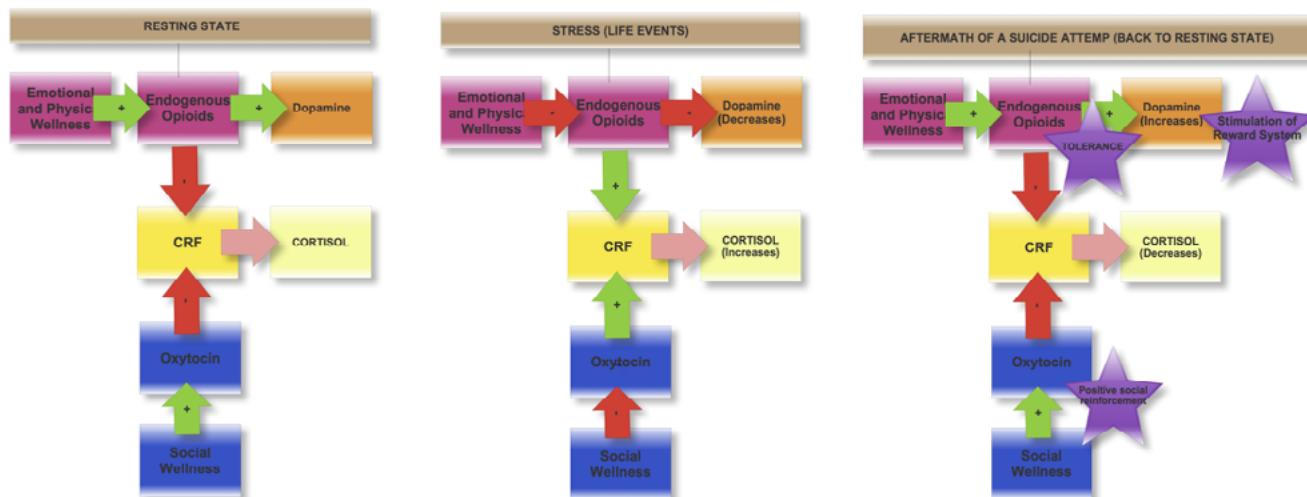 RESTING STATE
Emotional
and Physic
Wellness
+
Endogenous
Opioids
+
Dopamine
-
CRF
CORTISOL
-
Oxytocin
+
Social
Wellness
STRESS (LIFE EVENTS)
Emotional
and Physic
Wellness
-
Endogenous
Opioids
-
Dopamine
(Decreases)
+
CRF
CORTISOL
(Increases)
+
Oxytocin
-
Social
Wellness
AFTERMATH OF A SUICIDE ATTEMP (BACK TO RESTING STATE)
Emotional
and Physic
Wellness
+
Endogenous
Opioids
+
Dopamine
(Increases)
Stimulation of
Reward System
TOLERANCE
-
CRF
CORTISOL
(Decreases)
-
Oxytocin
Positive social
reinforcement
+
Social
Wellness